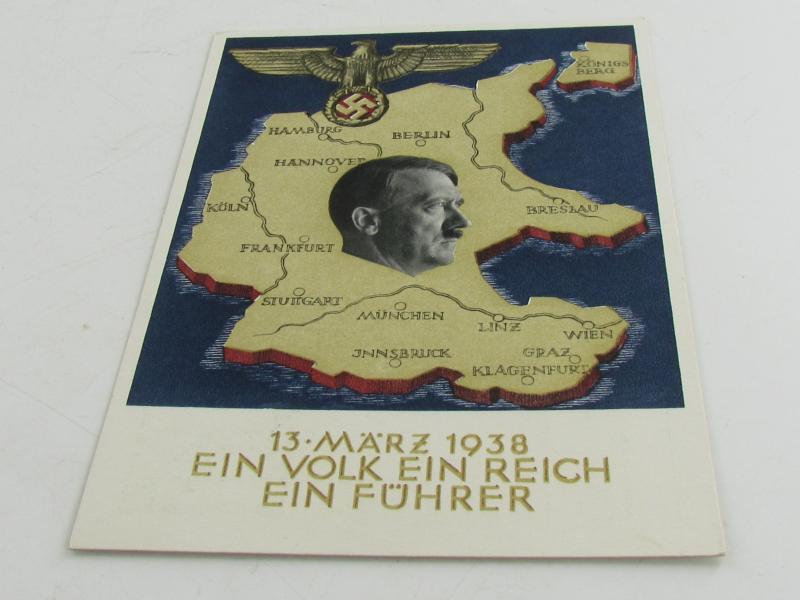 KÖNIGS
BERG
HAMBURG
BERLIN
HANNOVER
KÖLN
BRESLAU
FRANKFURT
STUTTGART
MÜNCHEN
LINZ
WIEN
INNSBRUCK
GRAZ
KLAGENFURT
13·MÄRZ 1938
EIN VOLK EIN REICH
EIN FÜHRER